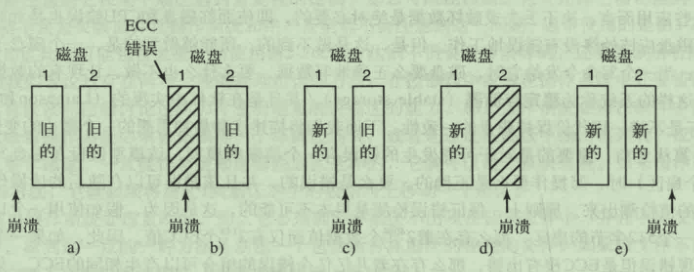 ECC
错误
磁盘 磁盘 磁盘 磁盘 磁盘
1 2 1 2 1 2 1 2 1 2
旧的 旧的 旧的 新的 旧的 新的 新的 新的
崩溃 崩溃 崩溃 崩溃 崩溃
a) b) c) d) e)